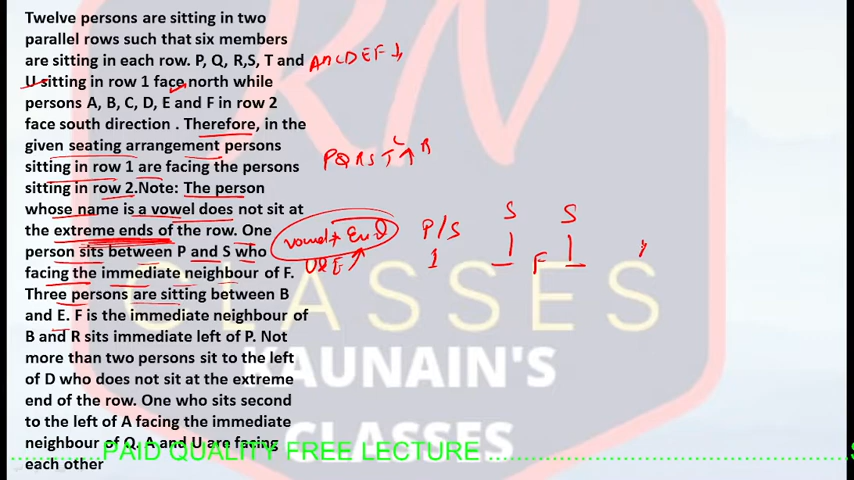 Twelve persons are sitting in two
parallel rows such that six members
are sitting in each row. P, Q, R,S, T and
U sitting in row 1 face north while
persons A, B, C, D, E and F in row 2
face south direction . Therefore, in the
given seating arrangement persons
sitting in row 1 are facing the persons
sitting in row 2.Note: The person
whose name is a vowel does not sit at
the extreme ends of the row. One
person sits between P and S who
facing the immediate neighbour of F.
Three persons are sitting between B
and E. F is the immediate neighbour of
B and R sits immediate left of P. Not
more than two persons sit to the left
of D who does not sit at the extreme
end of the row. One who sits second
to the left of A facing the immediate
neighbour of Q. A and U are facing
each other
ABCDEF ↓
L
PQRS T ↑ R
P/S
1
S S
F
RN
CLASSES
KAUNAIN'S
CLASSES
PAID QUALITY FREE LECTURE